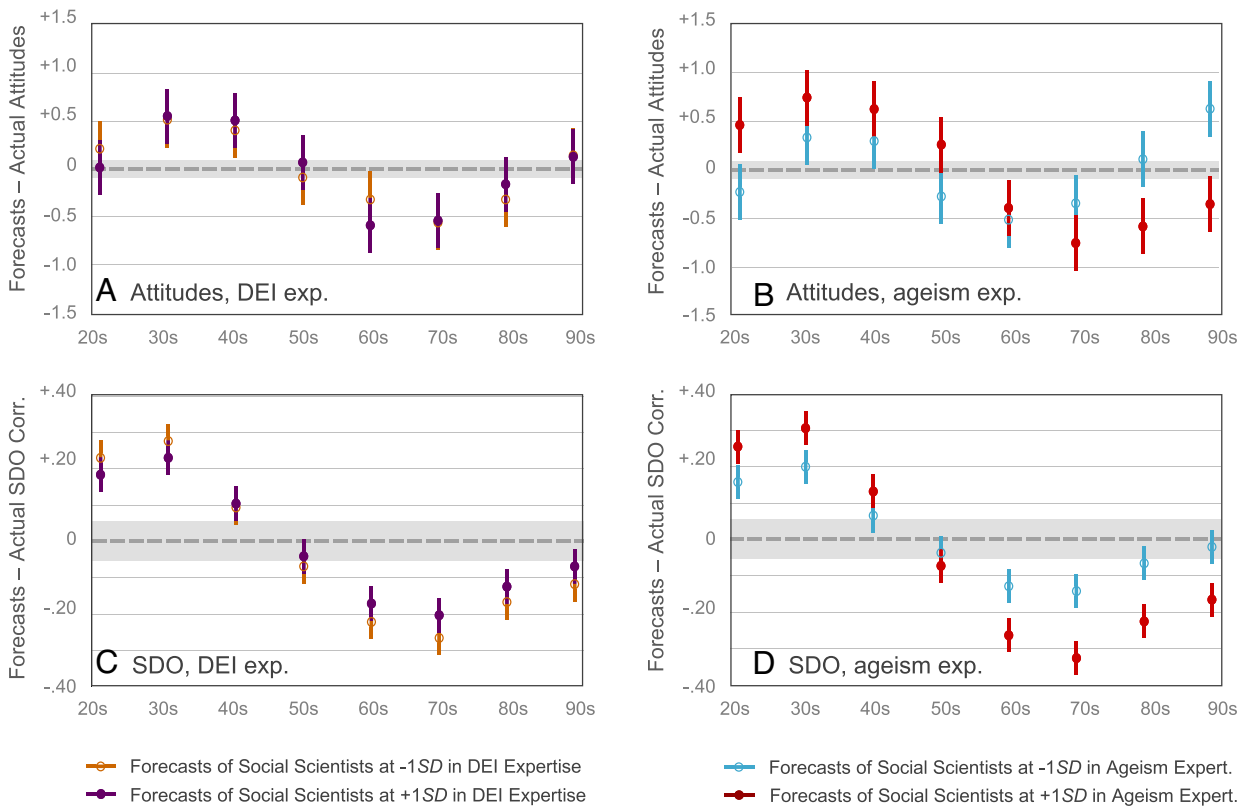 +1.5
+1.0
+0.5
0
-0.5
-1.0
-1.5
Forecasts – Actual Attitudes
A Attitudes, DEI exp.
20s 30s 40s 50s 60s 70s 80s 90s
+1.5
+1.0
+0.5
0
-0.5
-1.0
-1.5
Forecasts – Actual Attitudes
B Attitudes, ageism exp.
20s 30s 40s 50s 60s 70s 80s 90s
+.40
+.20
0
-.20
-.40
Forecasts – Actual SDO Corr.
C SDO, DEI exp.
20s 30s 40s 50s 60s 70s 80s 90s
+.40
+.20
0
-.20
-.40
Forecasts – Actual SDO Corr.
D SDO, ageism exp.
20s 30s 40s 50s 60s 70s 80s 90s
Forecasts of Social Scientists at -1SD in DEI Expertise
Forecasts of Social Scientists at +1SD in DEI Expertise
Forecasts of Social Scientists at -1SD in Ageism Expert.
Forecasts of Social Scientists at +1SD in Ageism Expert.